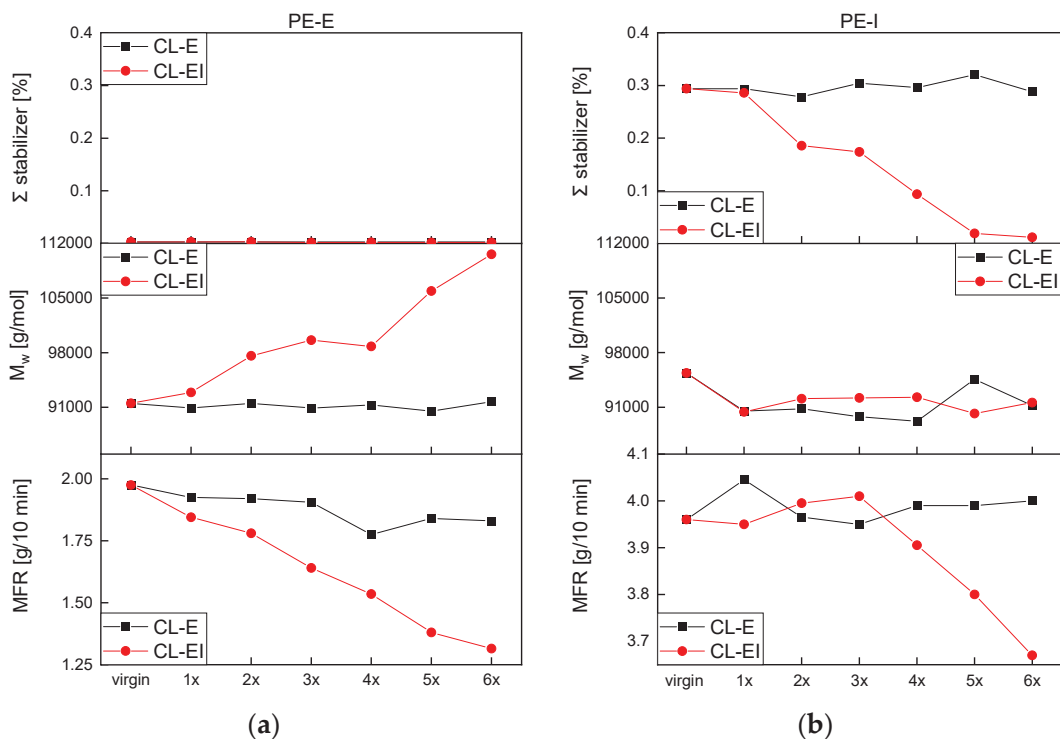 PE-E
0.4
0.3
0.2
0.1
Σ stabilizer [%]
CL-E
CL-EI
112000
105000
98000
91000
M_w [g/mol]
CL-E
CL-EI
2.00
1.75
1.50
1.25
MFR [g/10 min]
CL-E
CL-EI
virgin 1x 2x 3x 4x 5x 6x
(a)
PE-I
0.4
0.3
0.2
0.1
Σ stabilizer [%]
CL-E
CL-EI
112000
105000
98000
91000
M_w [g/mol]
CL-E
CL-EI
4.1
4.0
3.9
3.8
3.7
MFR [g/10 min]
CL-E
CL-EI
virgin 1x 2x 3x 4x 5x 6x
(b)